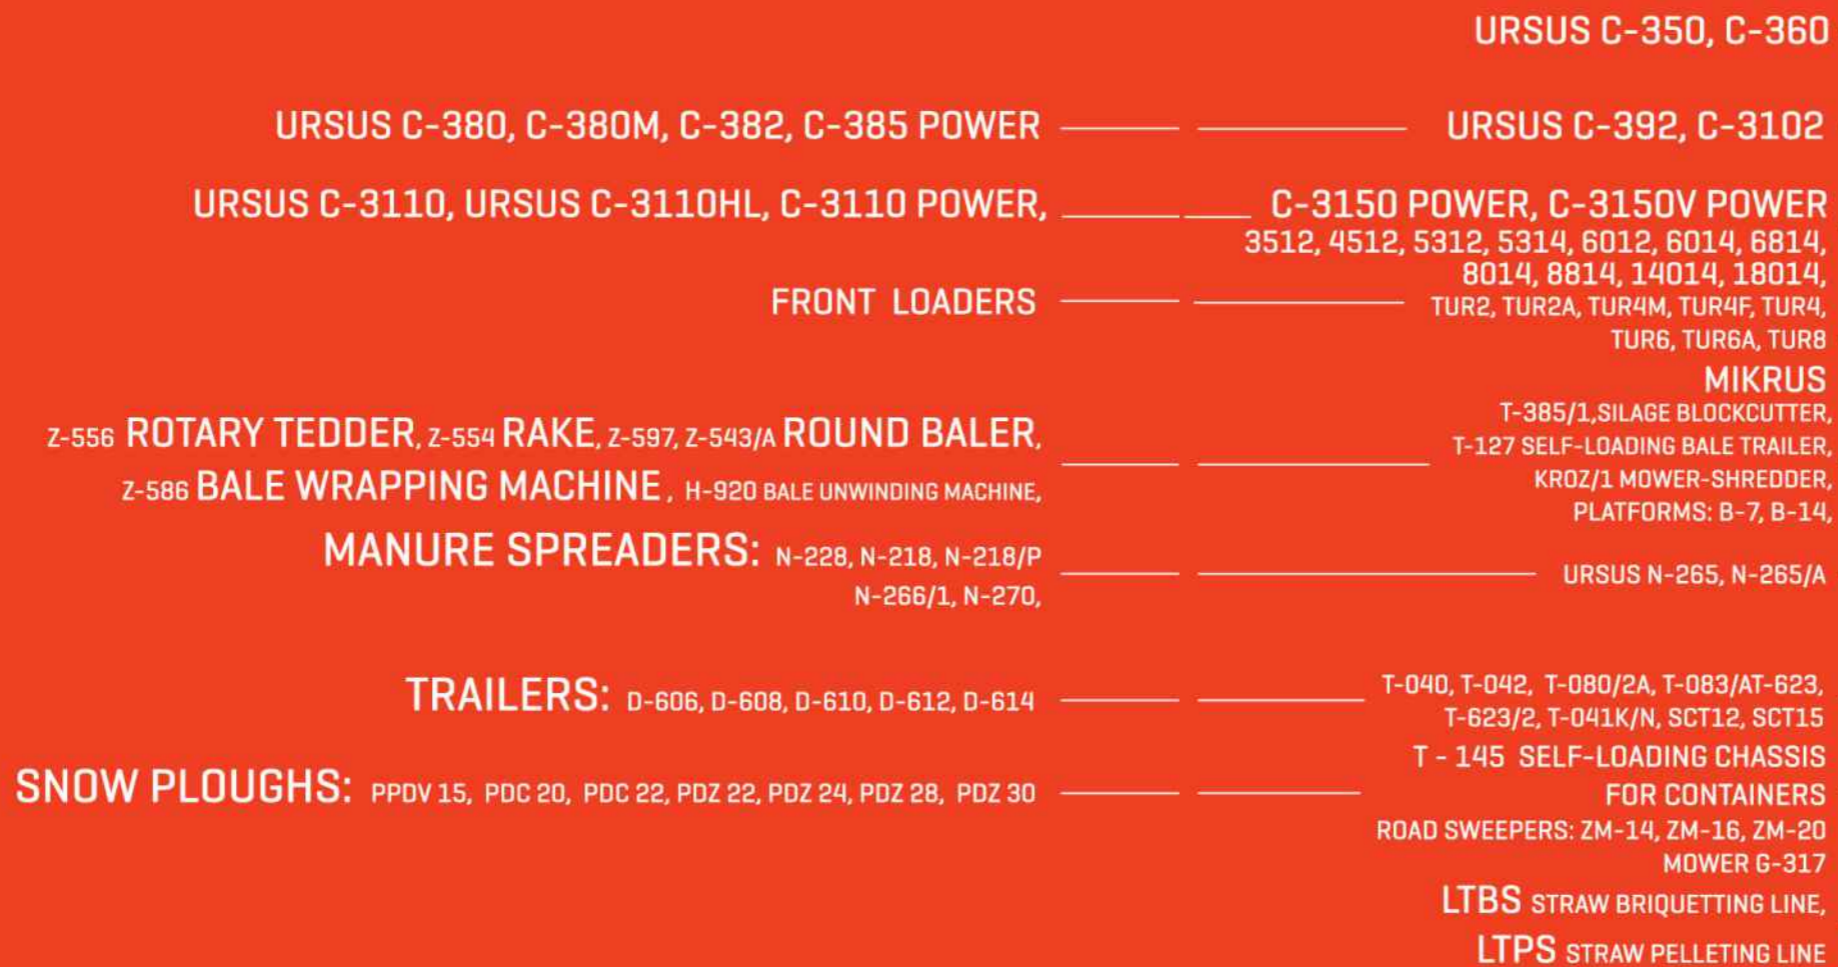 URSUS C-350, C-360
URSUS C-380, C-380M, C-382, C-385 POWER
URSUS C-392, C-3102
URSUS C-3110, URSUS C-3110HL, C-3110 POWER,
C-3150 POWER, C-3150V POWER
3512, 4512, 5312, 5314, 6012, 6014, 6814,
8014, 8814, 14014, 18014,
FRONT LOADERS
TUR2, TUR2A, TUR4M, TUR4F, TUR4,
TUR6, TUR6A, TUR8
MIKRUS
Z-556 ROTARY TEDDER, Z-554 RAKE, Z-597, Z-543/A ROUND BALER,
Z-586 BALE WRAPPING MACHINE, H-920 BALE UNWINDING MACHINE,
T-385/1,SILAGE BLOCKCUTTER,
T-127 SELF-LOADING BALE TRAILER,
KROZ/1 MOWER-SHREDDER,
PLATFORMS: B-7, B-14,
MANURE SPREADERS: N-228, N-218, N-218/P
N-266/1, N-270,
URSUS N-265, N-265/A
TRAILERS: D-606, D-608, D-610, D-612, D-614
T-040, T-042, T-080/2A, T-083/AT-623,
T-623/2, T-041K/N, SCT12, SCT15
T - 145 SELF-LOADING CHASSIS
FOR CONTAINERS
SNOW PLOUGHS: PPDV 15, PDC 20, PDC 22, PDZ 22, PDZ 24, PDZ 28, PDZ 30
ROAD SWEEPERS: ZM-14, ZM-16, ZM-20
MOWER G-317
LTBS STRAW BRIQUETTING LINE,
LTPS STRAW PELLETING LINE